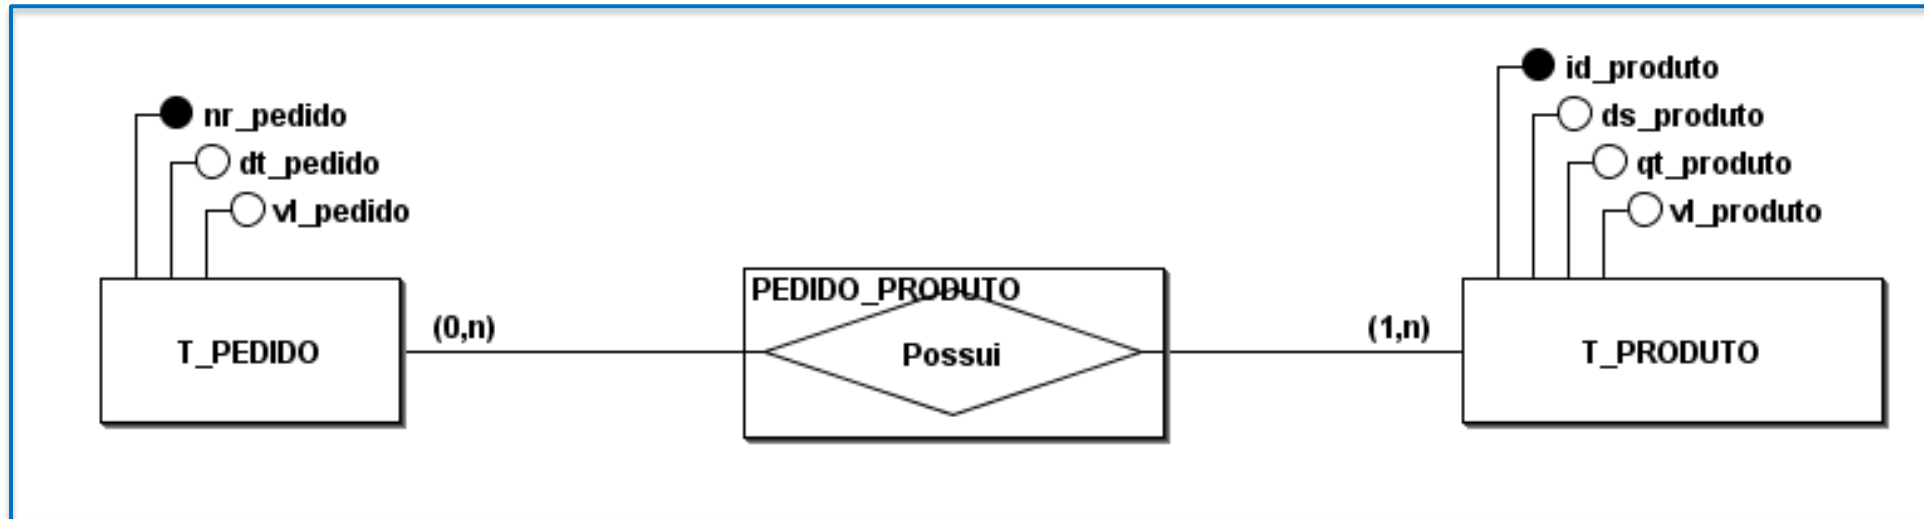 nr_pedido
dt_pedido
vl_pedido
T_PEDIDO
(0,n)
PEDIDO_PRODUTO
Possui
(1,n)
id_produto
ds_produto
qt_produto
vl_produto
T_PRODUTO